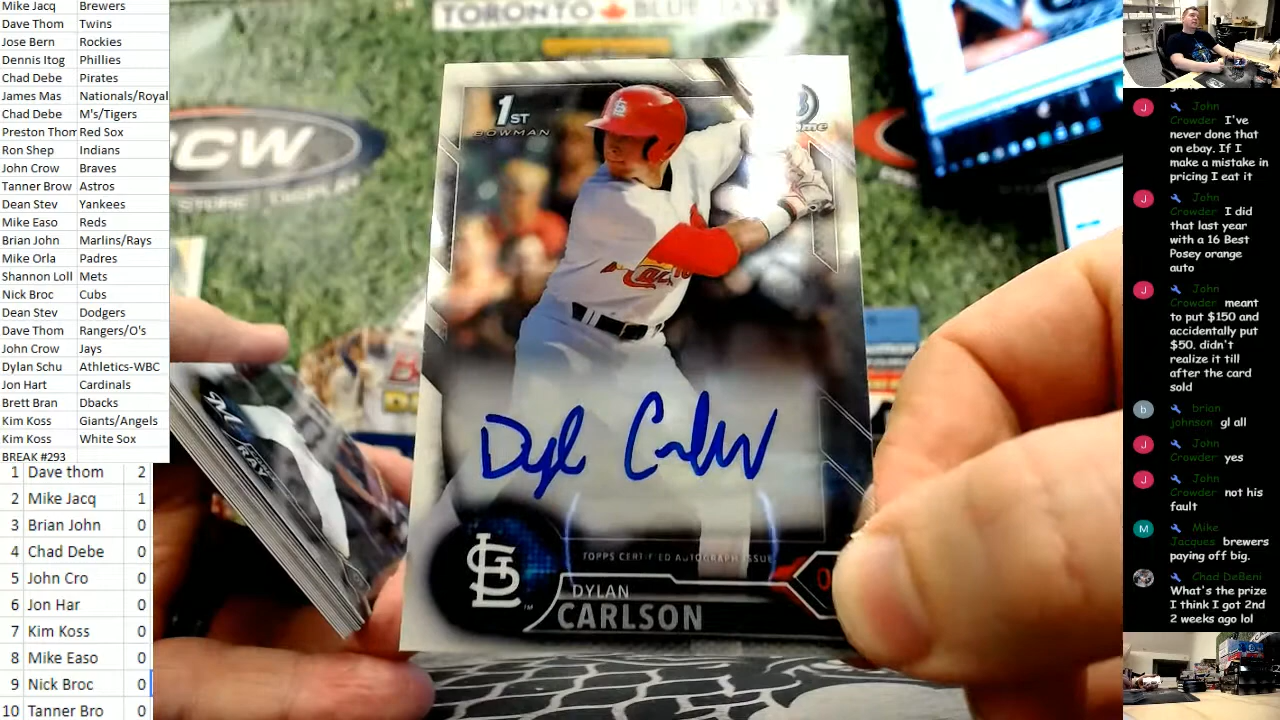 Mike Jacq Brewers
Dave Thom Twins
Jose Bern Rockies
Dennis Itog Phillies
Chad Debe Pirates
James Mas Nationals/Royal
Chad Debe M's/Tigers
Preston Thom Red Sox
Ron Shep Indians
John Crow Braves
Tanner Brow Astros
Dean Stev Yankees
Mike Easo Reds
Brian John Marlins/Rays
Mike Orla Padres
Shannon Loll Mets
Nick Broc Cubs
Dean Stev Dodgers
Dave Thom Rangers/O's
John Crow Jays
Dylan Schu Athletics-WBC
Jon Hart Cardinals
Brett Bran Dbacks
Kim Koss Giants/Angels
Kim Koss White Sox
BREAK #293
1 Dave thom 2
2 Mike Jacq 1
3 Brian John 0
4 Chad Debe 0
5 John Cro 0
6 Jon Har 0
7 Kim Koss 0
8 Mike Easo 0
9 Nick Broc 0
10 Tanner Bro 0
TORONTO BLUE JAYS
1ST
BOWMAN
Dyl Carlson
TOPPS CERTIFIED AUTOGRAPH ISSUE
STL
DYLAN
CARLSON
RAY
J John
Crowder I've
never done that
on ebay. If I
make a mistake in
pricing I eat it
J John
Crowder I did
that last year
with a 16 Best
Posey orange
auto
J John
Crowder meant
to put $150 and
accidentally put
$50. didn't
realize it till
after the card
sold
b brian
johnson gl all
J John
Crowder yes
J John
Crowder not his
fault
M Mike
Jacques brewers
paying off big.
Chad DeBeni
What's the prize
I think I got 2nd
2 weeks ago lol